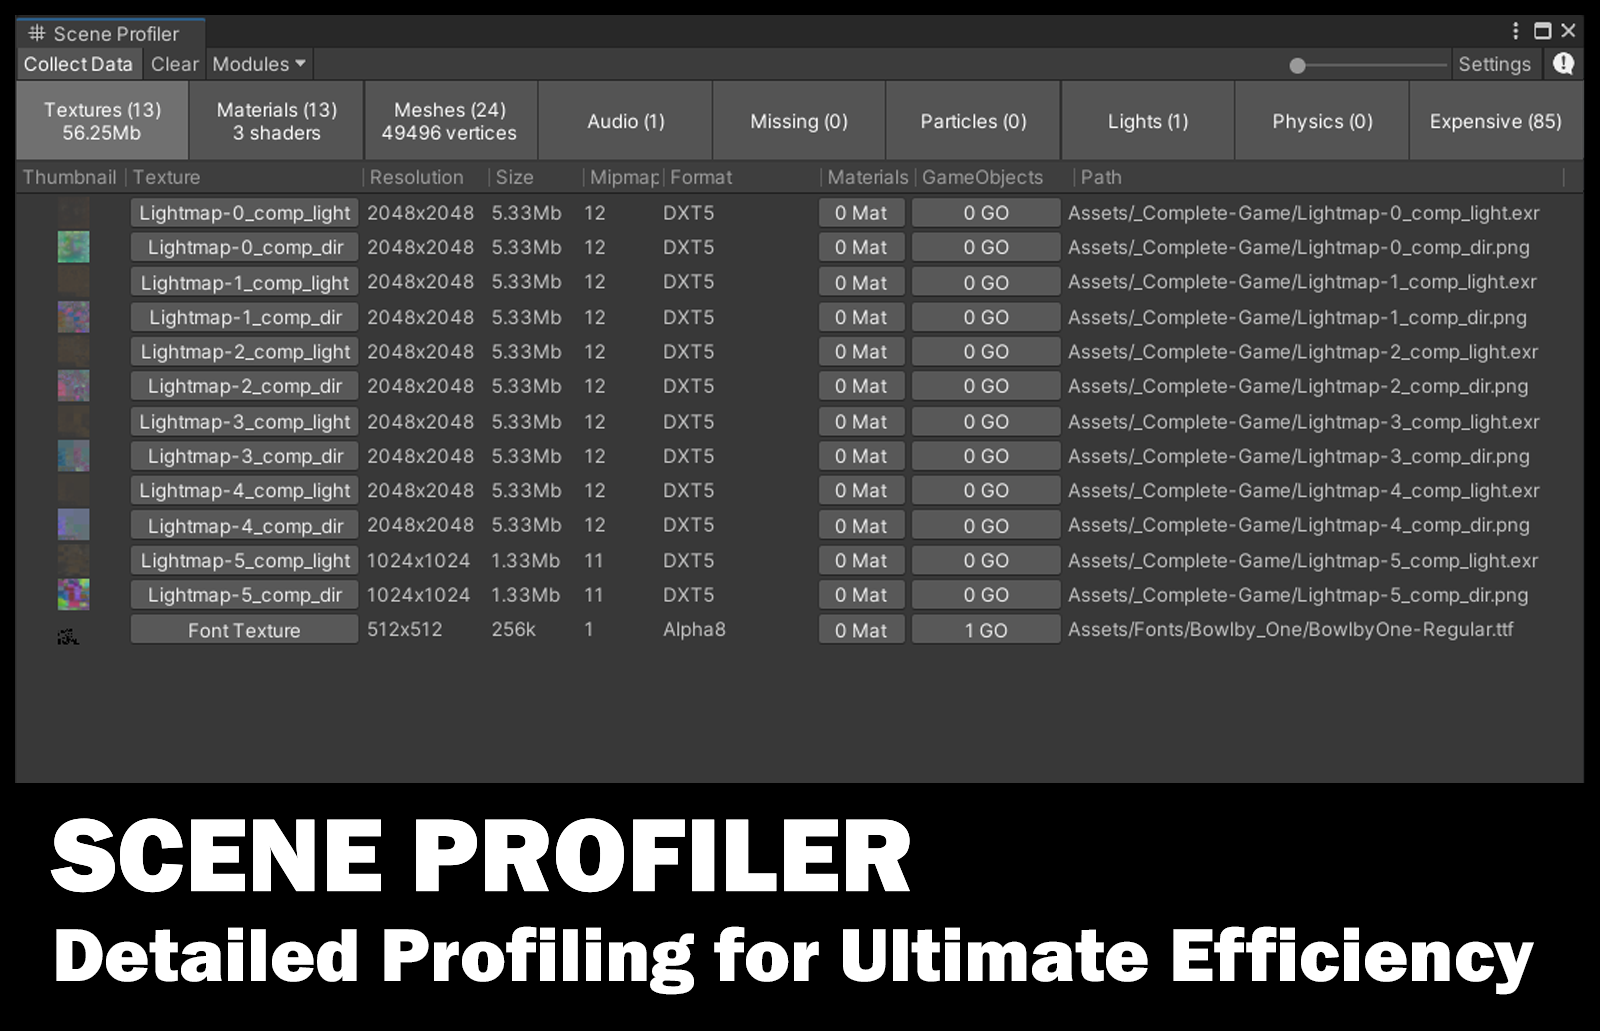 Scene Profiler
Collect Data Clear Modules Settings
Textures (13) Materials (13) Meshes (24) Audio (1) Missing (0) Particles (0) Lights (1) Physics (0) Expensive (85)
56.25Mb 3 shaders 49496 vertices
Thumbnail Texture Resolution Size Mipmap Format Materials GameObjects Path
Lightmap-0_comp_light 2048x2048 5.33Mb 12 DXT5 0 Mat 0 GO Assets/_Complete-Game/Lightmap-0_comp_light.exr
Lightmap-0_comp_dir 2048x2048 5.33Mb 12 DXT5 0 Mat 0 GO Assets/_Complete-Game/Lightmap-0_comp_dir.png
Lightmap-1_comp_light 2048x2048 5.33Mb 12 DXT5 0 Mat 0 GO Assets/_Complete-Game/Lightmap-1_comp_light.exr
Lightmap-1_comp_dir 2048x2048 5.33Mb 12 DXT5 0 Mat 0 GO Assets/_Complete-Game/Lightmap-1_comp_dir.png
Lightmap-2_comp_light 2048x2048 5.33Mb 12 DXT5 0 Mat 0 GO Assets/_Complete-Game/Lightmap-2_comp_light.exr
Lightmap-2_comp_dir 2048x2048 5.33Mb 12 DXT5 0 Mat 0 GO Assets/_Complete-Game/Lightmap-2_comp_dir.png
Lightmap-3_comp_light 2048x2048 5.33Mb 12 DXT5 0 Mat 0 GO Assets/_Complete-Game/Lightmap-3_comp_light.exr
Lightmap-3_comp_dir 2048x2048 5.33Mb 12 DXT5 0 Mat 0 GO Assets/_Complete-Game/Lightmap-3_comp_dir.png
Lightmap-4_comp_light 2048x2048 5.33Mb 12 DXT5 0 Mat 0 GO Assets/_Complete-Game/Lightmap-4_comp_light.exr
Lightmap-4_comp_dir 2048x2048 5.33Mb 12 DXT5 0 Mat 0 GO Assets/_Complete-Game/Lightmap-4_comp_dir.png
Lightmap-5_comp_light 1024x1024 1.33Mb 11 DXT5 0 Mat 0 GO Assets/_Complete-Game/Lightmap-5_comp_light.exr
Lightmap-5_comp_dir 1024x1024 1.33Mb 11 DXT5 0 Mat 0 GO Assets/_Complete-Game/Lightmap-5_comp_dir.png
Font Texture 512x512 256k 1 Alpha8 0 Mat 1 GO Assets/Fonts/Bowlby_One/BowlbyOne-Regular.ttf
SCENE PROFILER
Detailed Profiling for Ultimate Efficiency